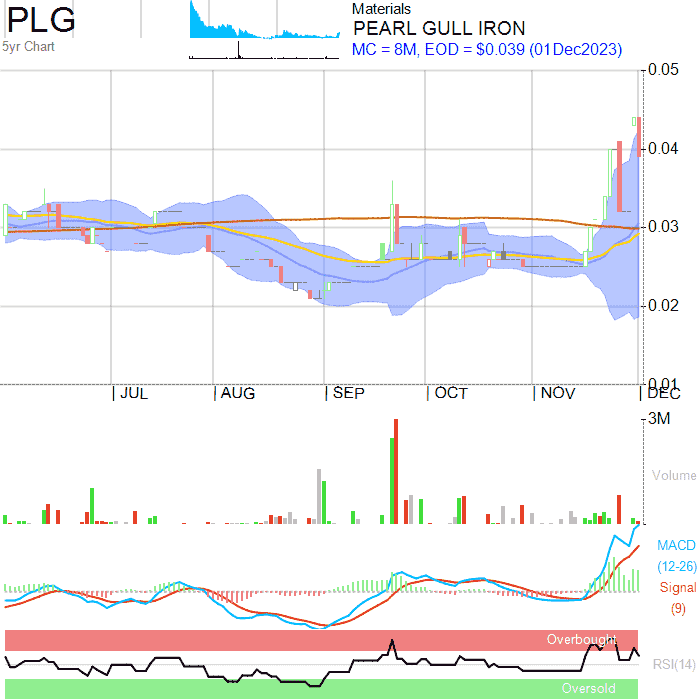 PLG
5yr Chart
Materials
PEARL GULL IRON
MC = 8M, EOD = $0.039 (01Dec2023)
0.05
0.04
0.03
0.02
0.01
JUL
AUG
SEP
OCT
NOV
DEC
3M
Volume
MACD
(12-26)
Signal
(9)
Overbought
RSI(14)
Oversold